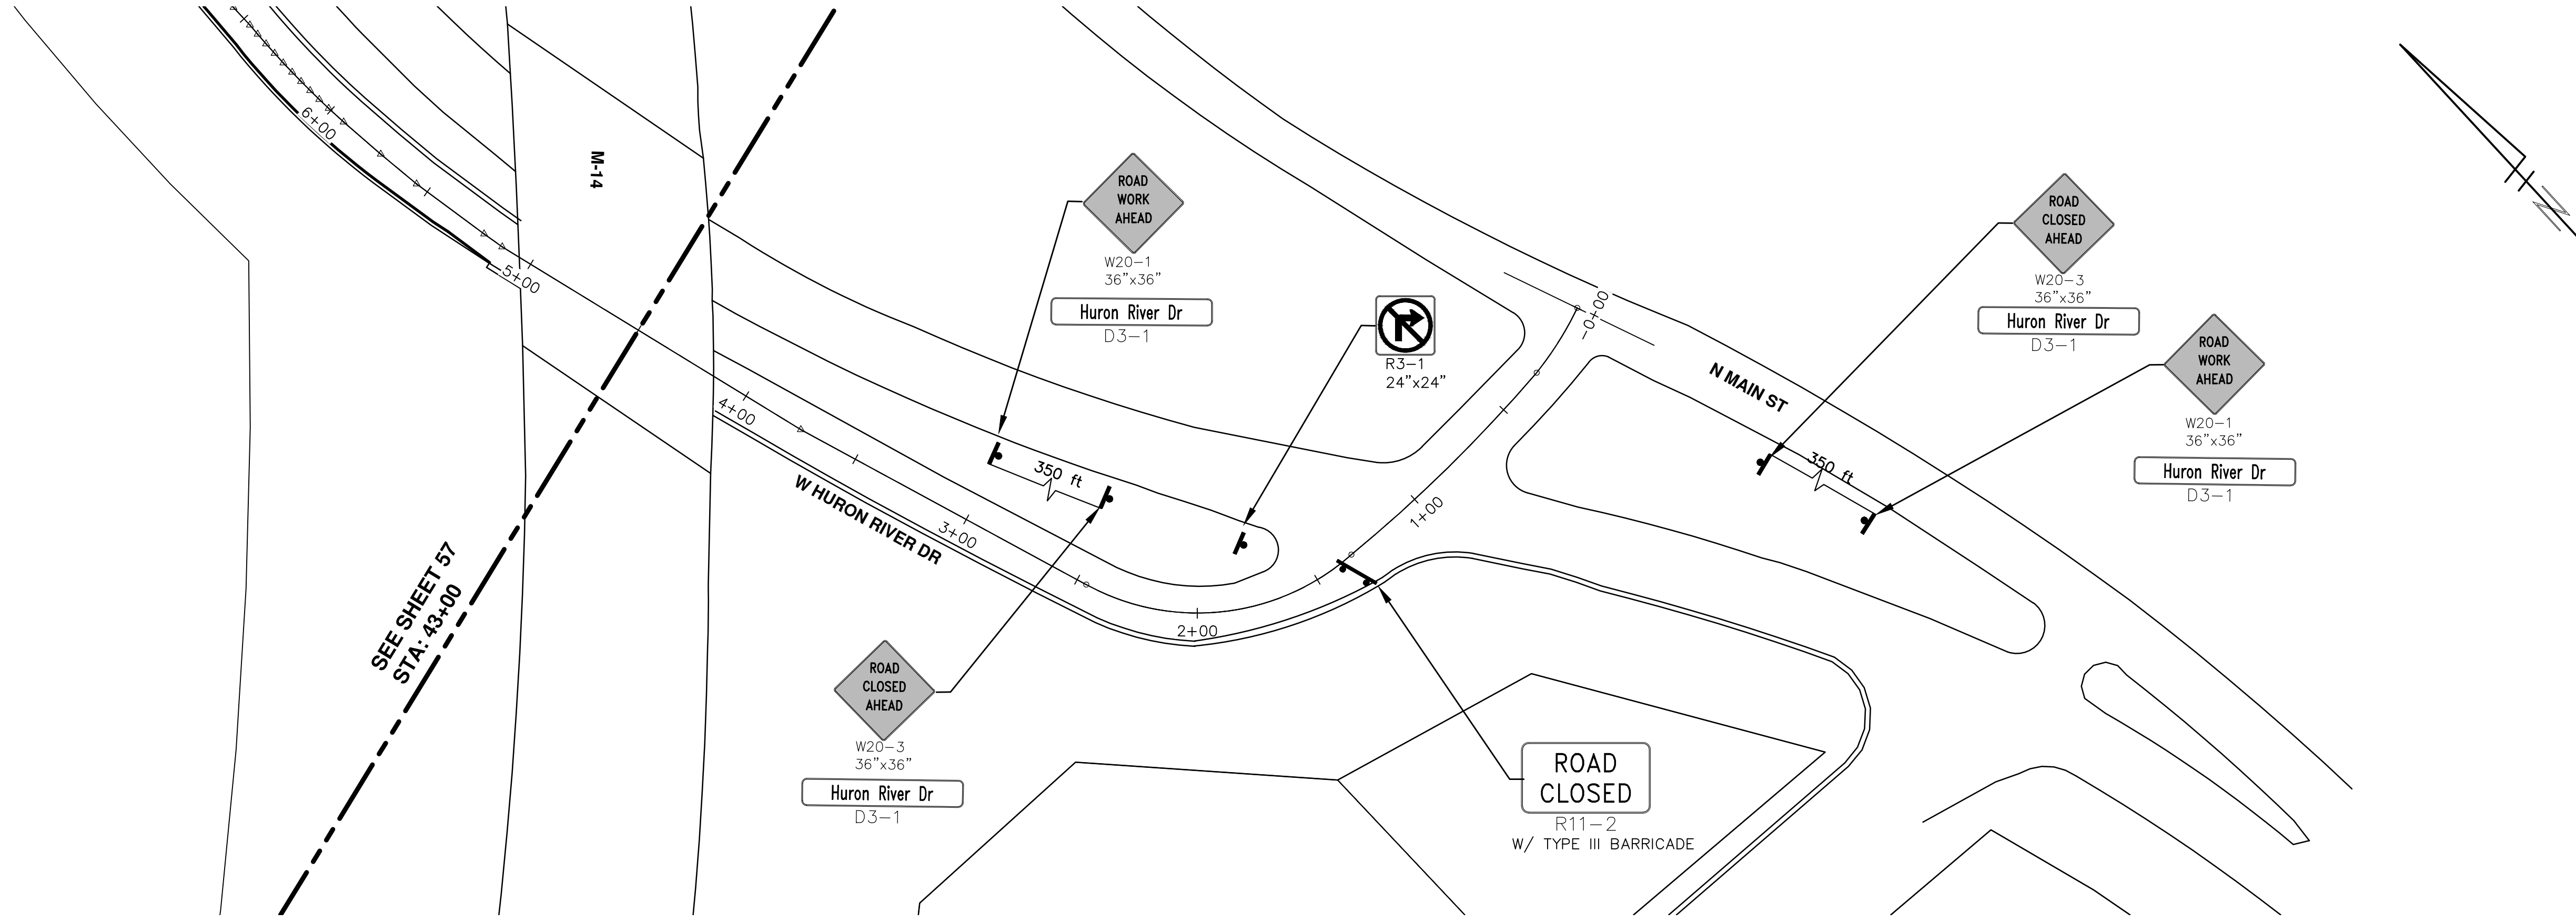 6+00
M-14
5+00
ROAD
WORK
AHEAD
W20-1
36"x36"
Huron River Dr
D3-1
R3-1
24"x24"
-0+00
N MAIN ST
ROAD
CLOSED
AHEAD
W20-3
36"x36"
Huron River Dr
D3-1
ROAD
WORK
AHEAD
W20-1
36"x36"
Huron River Dr
D3-1
N
4+00
350 ft
350 ft
W HURON RIVER DR
3+00
1+00
2+00
SEE SHEET 57
STA: 43+00
ROAD
CLOSED
AHEAD
W20-3
36"x36"
Huron River Dr
D3-1
ROAD
CLOSED
R11-2
W/ TYPE III BARRICADE